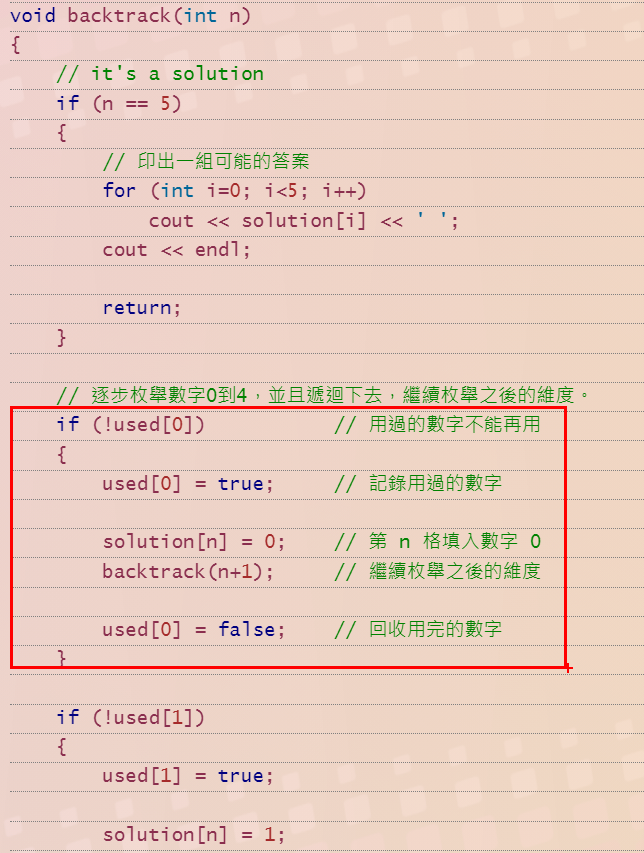 void backtrack(int n)
{
// it's a solution
if (n == 5)
{
// 印出一組可能的答案
for (int i=0; i<5; i++)
cout << solution[i] << ' ';
cout << endl;
return;
}
// 逐步枚舉數字0到4，並且遞迴下去，繼續枚舉之後的維度。
if (!used[0]) // 用過的數字不能再用
{
used[0] = true; // 記錄用過的數字
solution[n] = 0; // 第 n 格填入數字 0
backtrack(n+1); // 繼續枚舉之後的維度
used[0] = false; // 回收用完的數字
}
if (!used[1])
{
used[1] = true;
solution[n] = 1;